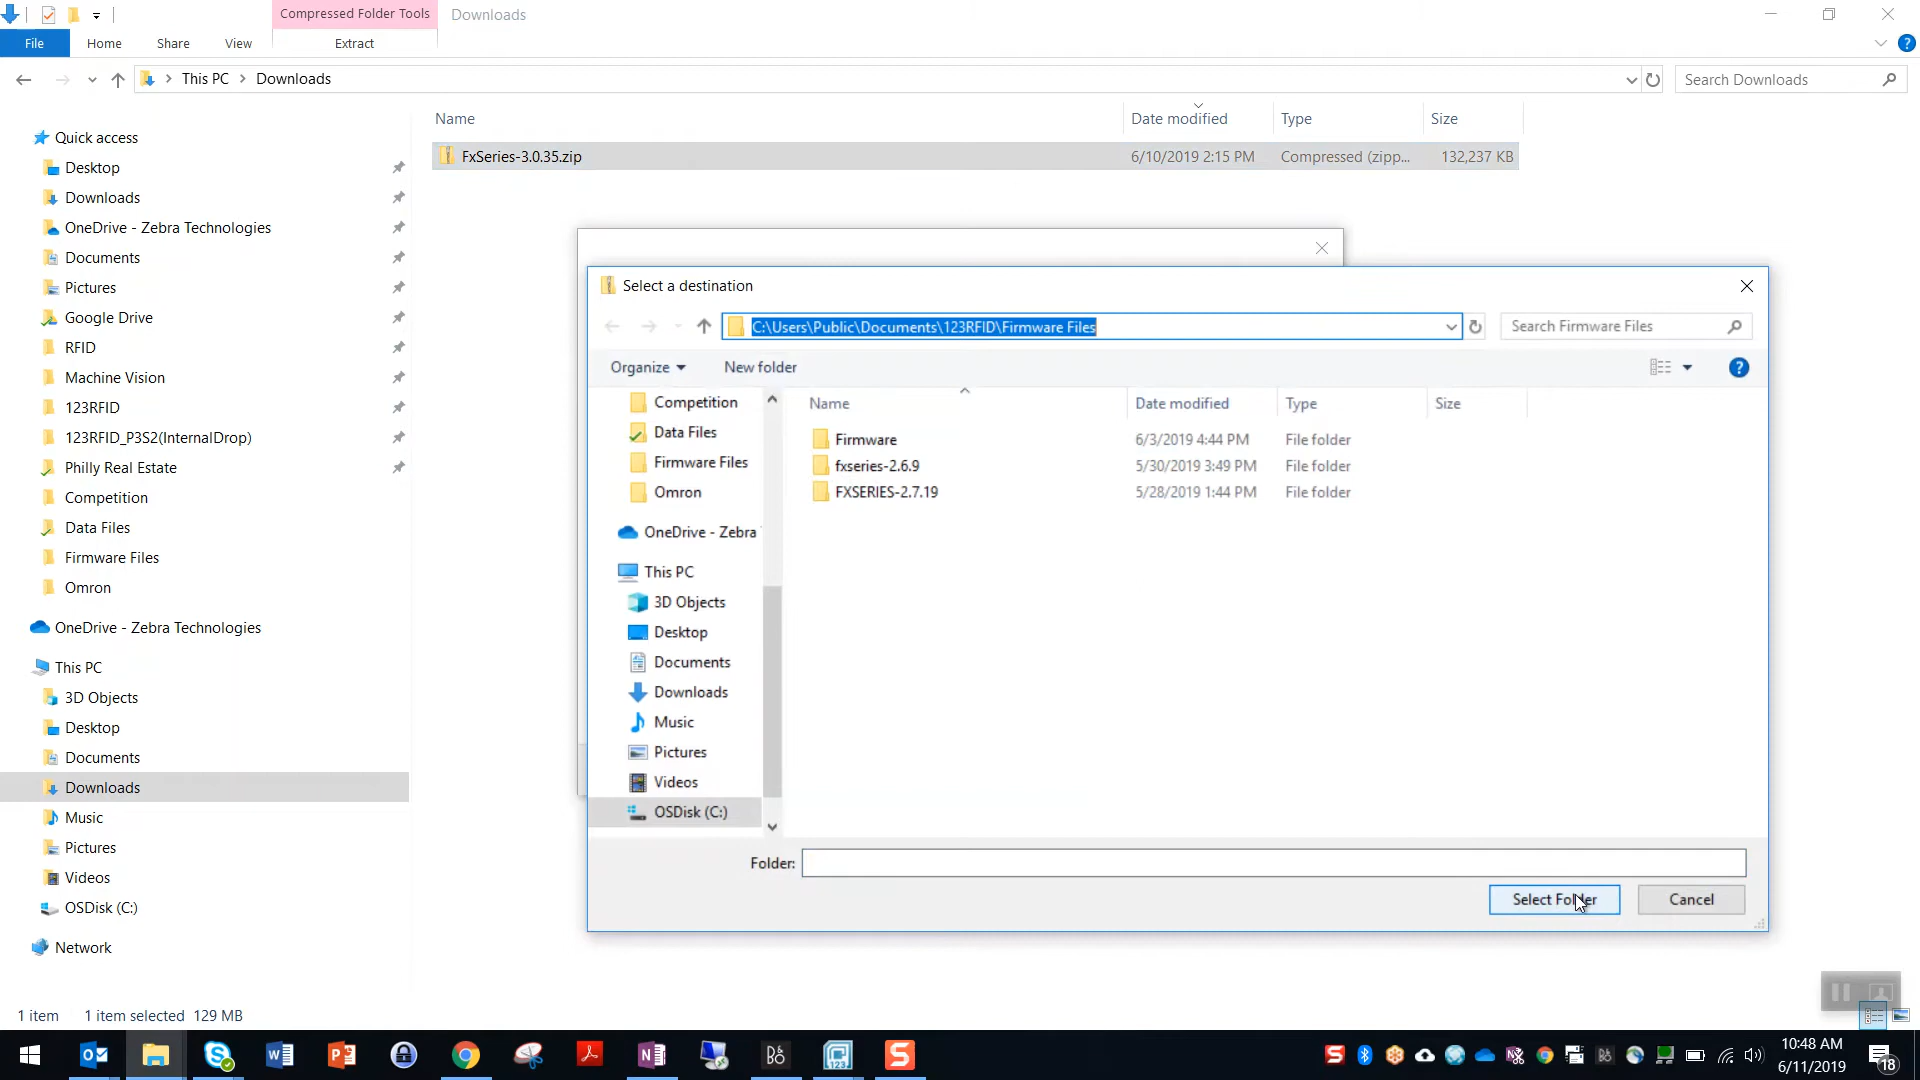 Compressed Folder Tools
Downloads
File
Home
Share
View
Extract
This PC
Downloads
Search Downloads
Name
Date modified
Type
Size
FxSeries-3.0.35.zip
6/10/2019 2:15 PM
Compressed (zipp...
132,237 KB
Quick access
Desktop
Downloads
OneDrive - Zebra Technologies
Documents
Pictures
Google Drive
RFID
Machine Vision
123RFID
123RFID_P3S2(InternalDrop)
Philly Real Estate
Competition
Data Files
Firmware Files
Omron
OneDrive - Zebra Technologies
This PC
3D Objects
Desktop
Documents
Downloads
Music
Pictures
Videos
OSDisk (C:)
Network
Select a destination
C:\Users\Public\Documents\123RFID\Firmware Files
Search Firmware Files
Organize
New folder
Competition
Data Files
Firmware Files
Omron
OneDrive - Zebra
This PC
3D Objects
Desktop
Documents
Downloads
Music
Pictures
Videos
OSDisk (C:)
Name
Date modified
Type
Size
Firmware
6/3/2019 4:44 PM
File folder
fxseries-2.6.9
5/30/2019 3:49 PM
File folder
FXSERIES-2.7.19
5/28/2019 1:44 PM
File folder
Folder:
Select Folder
Cancel
1 item
1 item selected
129 MB
10:48 AM
6/11/2019
18